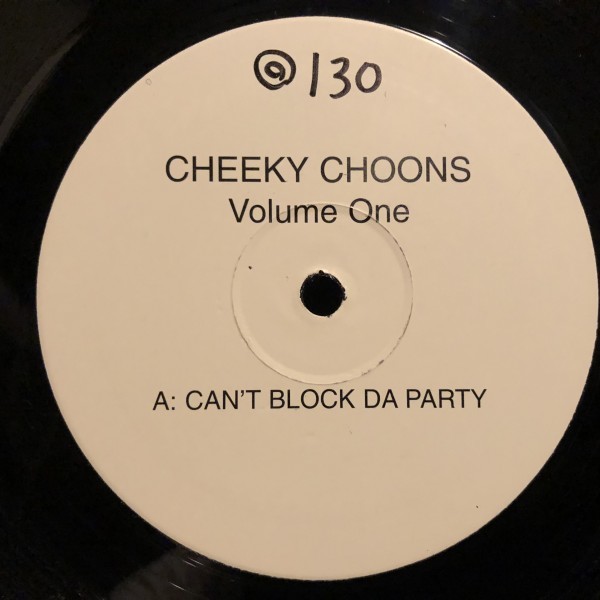 @130
CHEEKY CHOONS
Volume One
A: CAN'T BLOCK DA PARTY